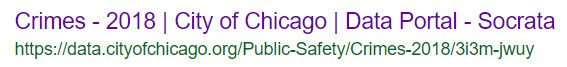 Crimes - 2018 | City of Chicago | Data Portal - Socrata
https://data.cityofchicago.org/Public-Safety/Crimes-2018/3i3m-jwuy